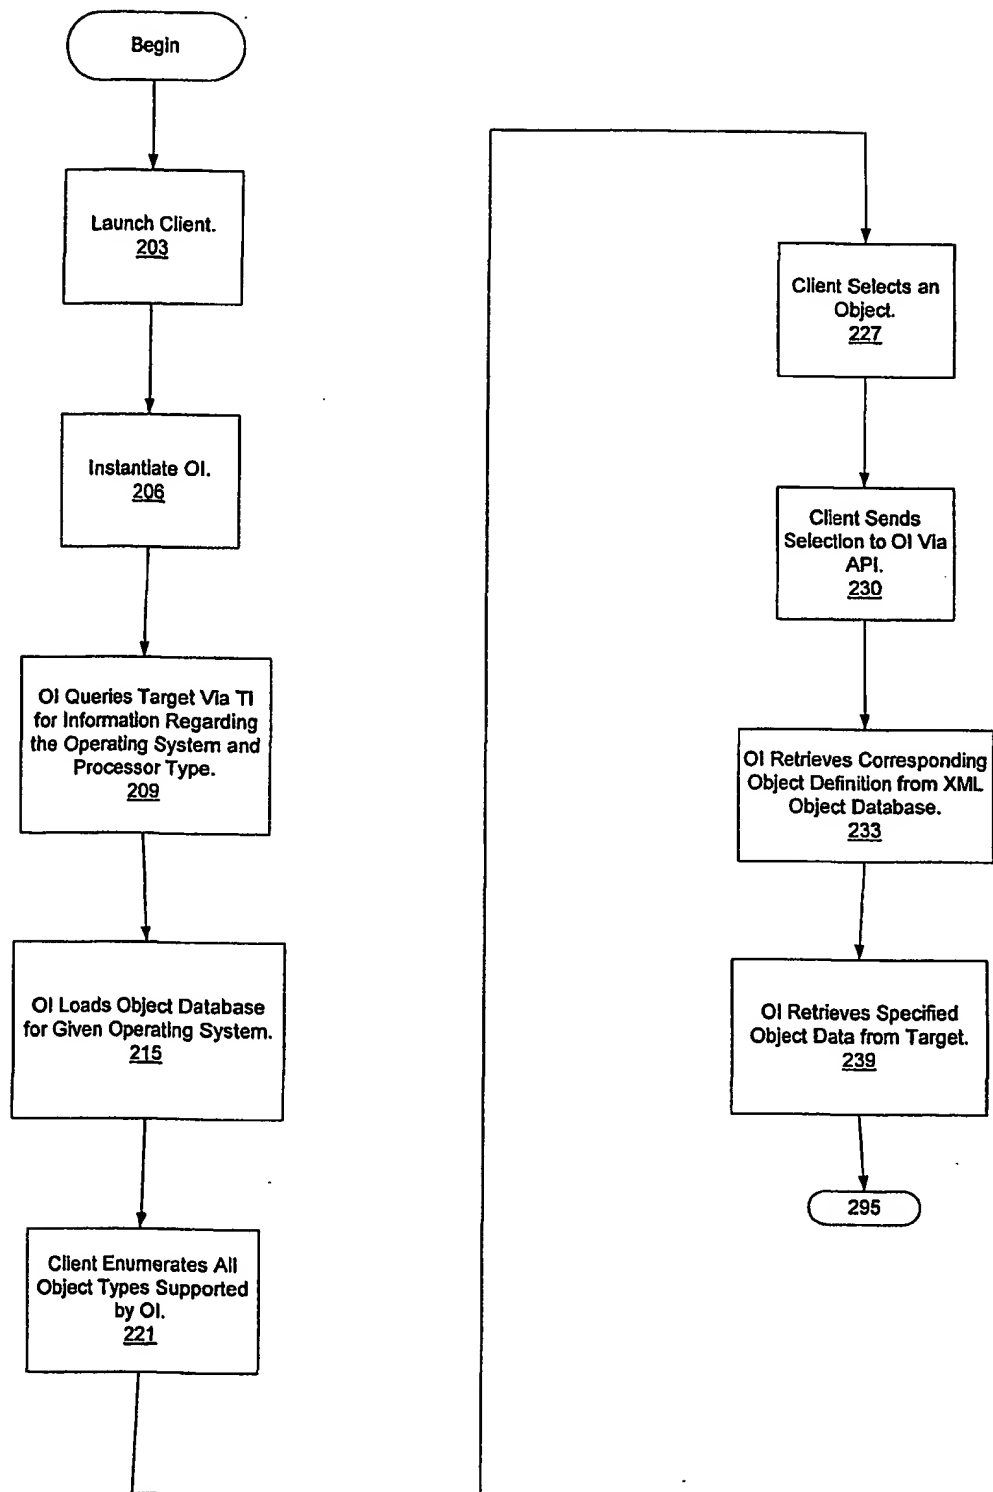 Begin
Launch Client.
203
Instantiate OI.
206
OI Queries Target Via TI
for Information Regarding
the Operating System and
Processor Type.
209
OI Loads Object Database
for Given Operating System.
215
Client Enumerates All
Object Types Supported
by OI.
221
Client Selects an
Object.
227
Client Sends
Selection to OI Via
API.
230
OI Retrieves Corresponding
Object Definition from XML
Object Database.
233
OI Retrieves Specified
Object Data from Target.
239
295